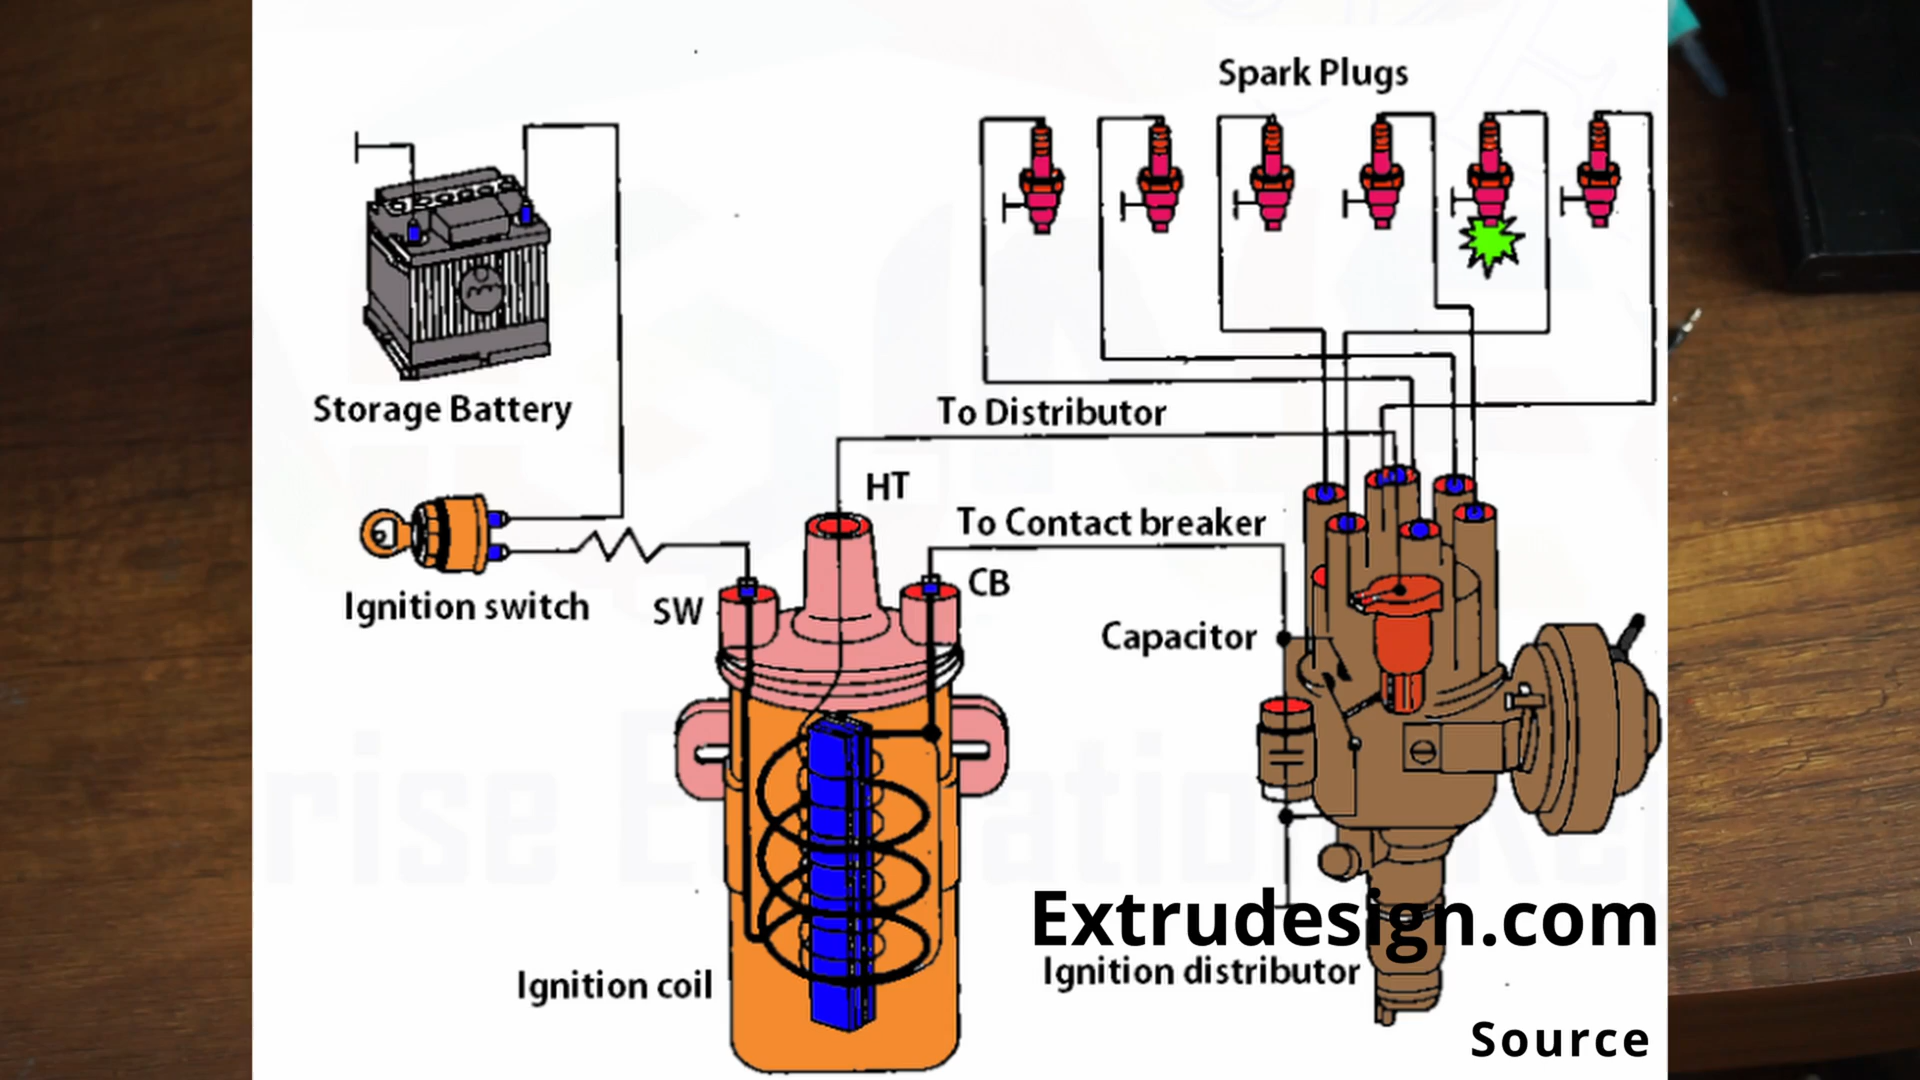 Spark Plugs
Storage Battery
To Distributor
HT
To Contact breaker
CB
Ignition switch
SW
Capacitor
Extrudesign.com
Ignition coil
Ignition distributor
Source